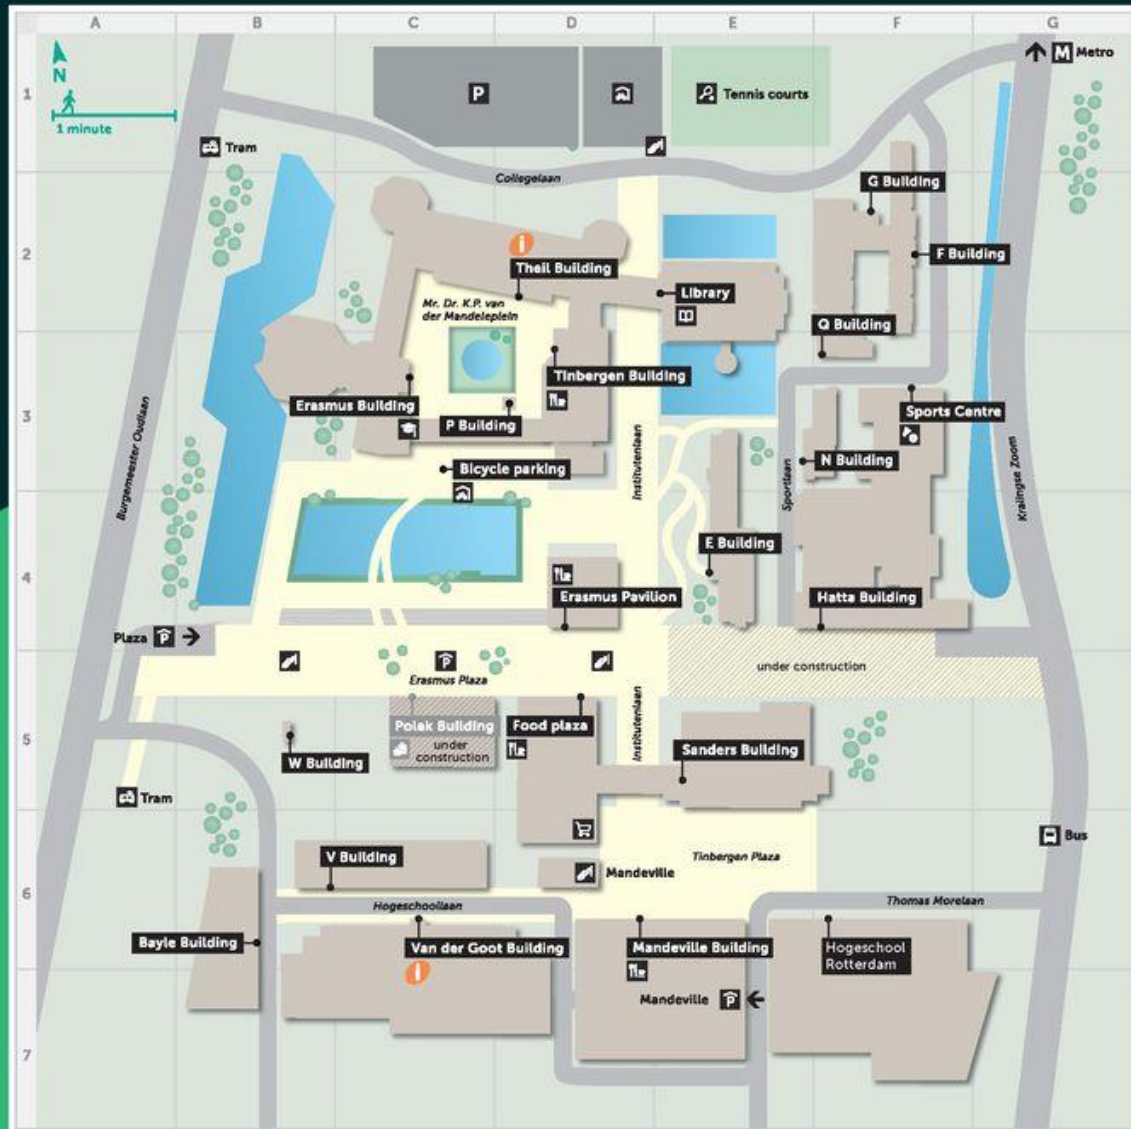 A B C D E F G
1
2
3
4
5
6
7
N
1 minute
P
M Metro
Tennis courts
Tram
Collegelaan
G Building
F Building
i
Theil Building
Mr. Dr. K.P. van
der Mandeleplein
Library
Q Building
Tinbergen Building
Erasmus Building
P Building
Sports Centre
Bicycle parking
N Building
Burgemeester Oudlaan
Institutenlaan
Sportlaan
Kralingse Zoom
E Building
Erasmus Pavilion
Hatta Building
Plaza P
P
Erasmus Plaza
under construction
Polak Building
under
construction
Food plaza
Institutenlaan
Sanders Building
W Building
Tram
Bus
V Building
Tinbergen Plaza
Mandeville
Hogeschoollaan
Thomas Morelaan
Bayle Building
Van der Goot Building
i
Mandeville Building
Hogeschool
Rotterdam
Mandeville P